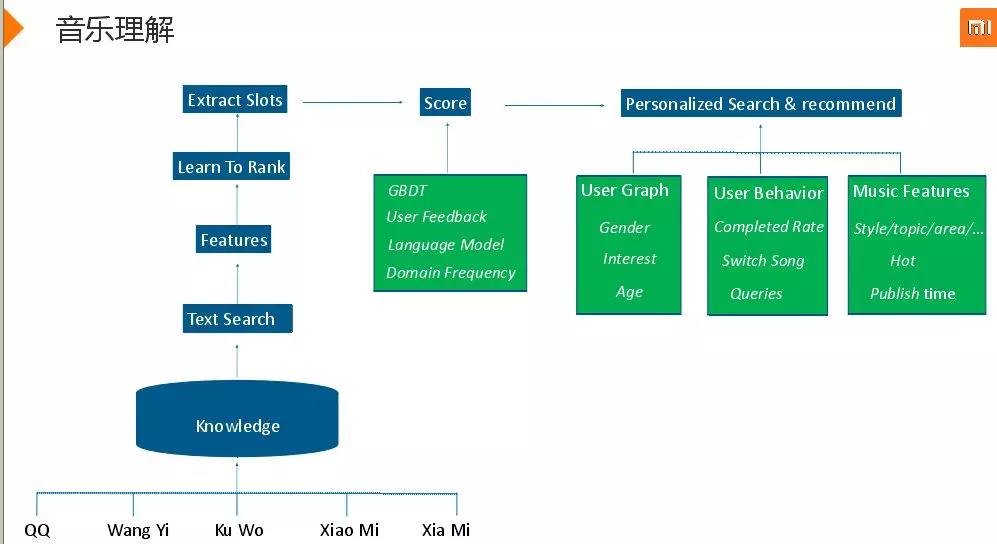 音乐理解
MI
Extract Slots
Score
Personalized Search & recommend
Learn To Rank
Features
Text Search
Knowledge
QQ
Wang Yi
Ku Wo
Xiao Mi
Xia Mi
GBDT
User Feedback
Language Model
Domain Frequency
User Graph
Gender
Interest
Age
User Behavior
Completed Rate
Switch Song
Queries
Music Features
Style/topic/area/...
Hot
Publish time